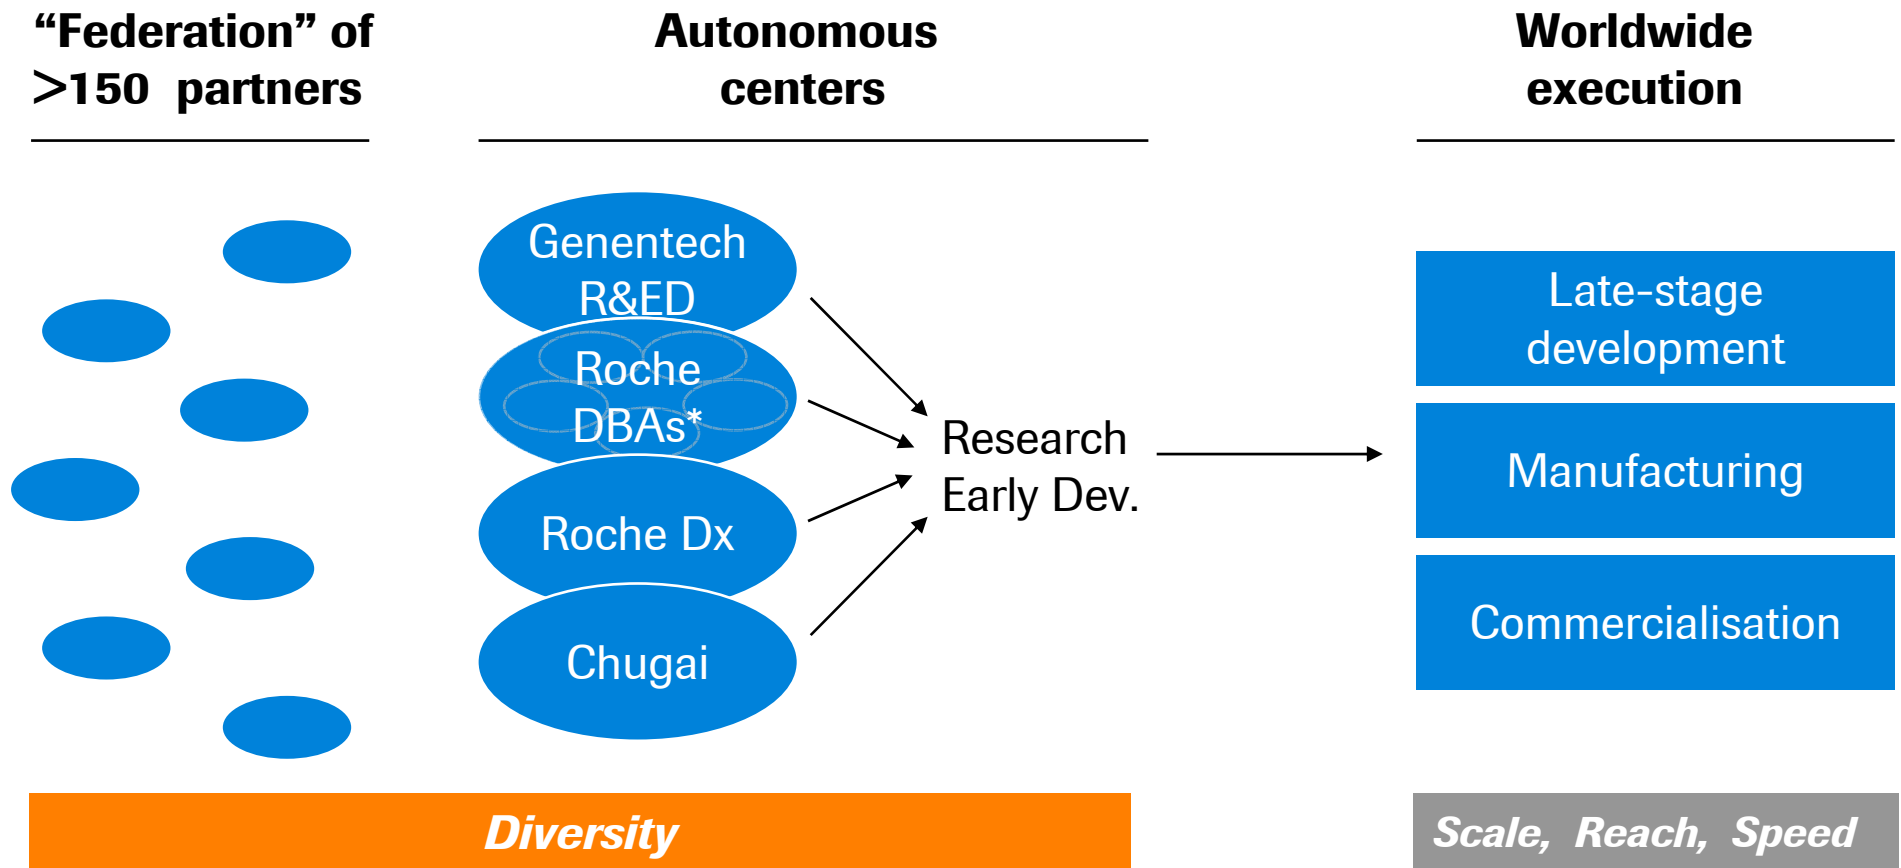 “Federation” of
>150 partners
Autonomous
centers
Worldwide
execution
Genentech
R&ED
Roche
DBAs*
Roche Dx
Chugai
Research
Early Dev.
Late-stage
development
Manufacturing
Commercialisation
Diversity
Scale, Reach, Speed